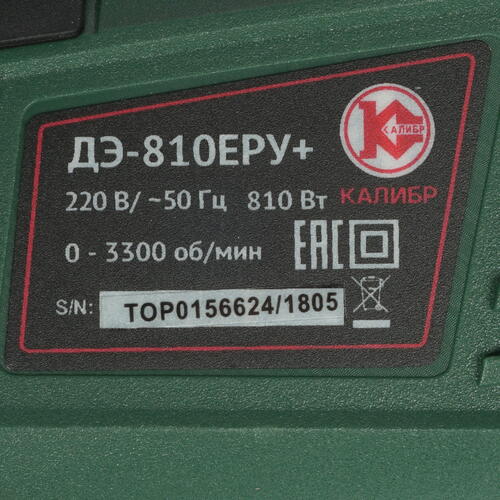 ДЭ-810ЕРУ+
КАЛИБР
КАЛИБР
220 В/ ~50 Гц 810 Вт
0 - 3300 об/мин
EAC
S/N: TOP0156624/1805